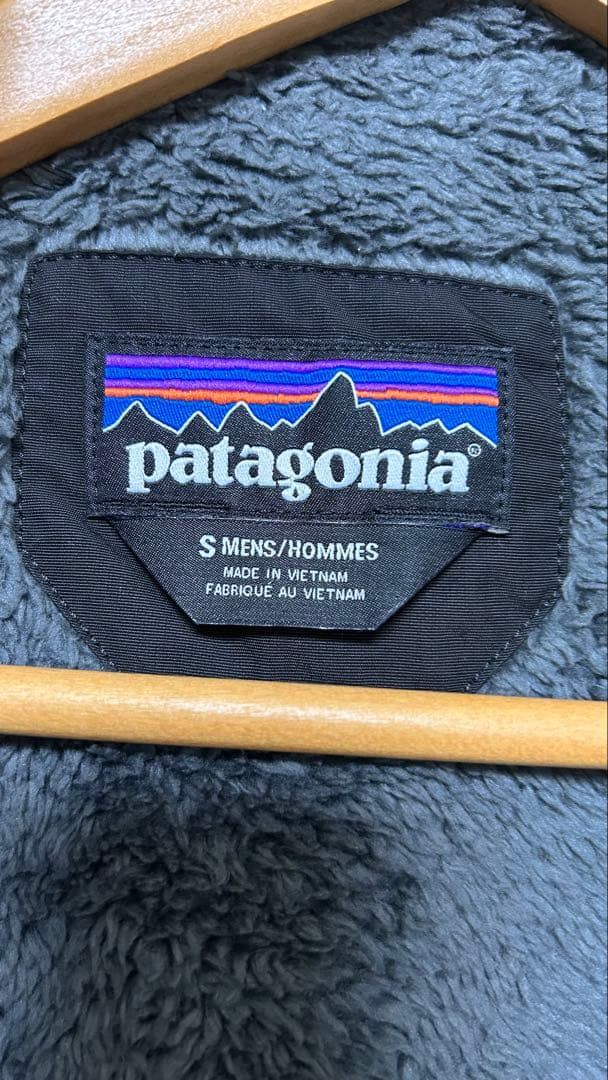 patagonia®
S MENS/HOMMES
MADE IN VIETNAM
FABRIQUÉ AU VIETNAM